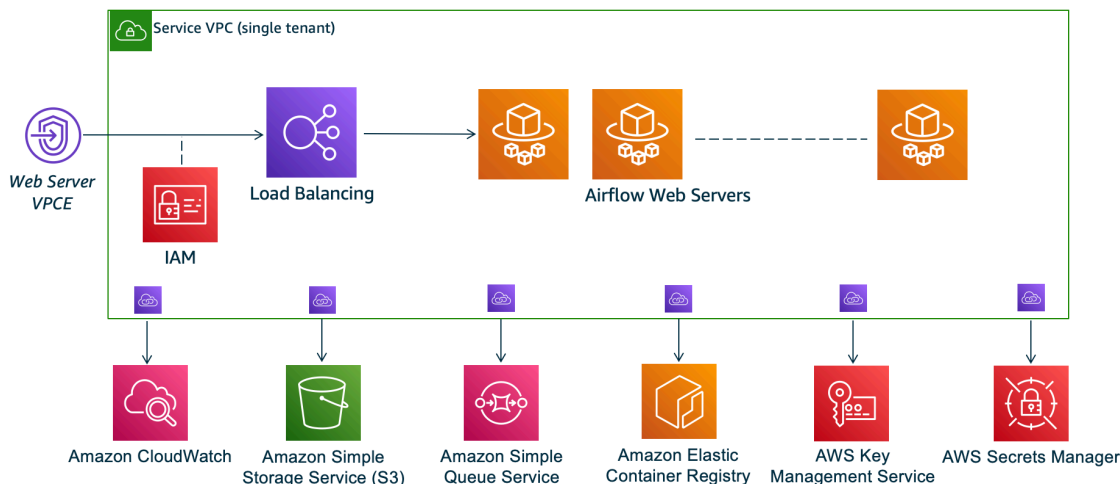 Service VPC (single tenant)
Web Server
VPCE
IAM
Load Balancing
Airflow Web Servers
Amazon CloudWatch
Amazon Simple
Storage Service (S3)
Amazon Simple
Queue Service
Amazon Elastic
Container Registry
AWS Key
Management Service
AWS Secrets Manager